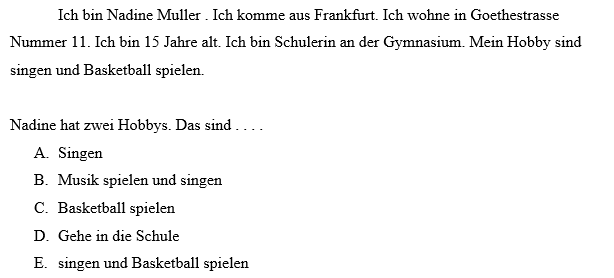 Ich bin Nadine Muller . Ich komme aus Frankfurt. Ich wohne in Goethestrasse
Nummer 11. Ich bin 15 Jahre alt. Ich bin Schulerin an der Gymnasium. Mein Hobby sind
singen und Basketball spielen.
Nadine hat zwei Hobbys. Das sind . . . .
A. Singen
B. Musik spielen und singen
C. Basketball spielen
D. Gehe in die Schule
E. singen und Basketball spielen